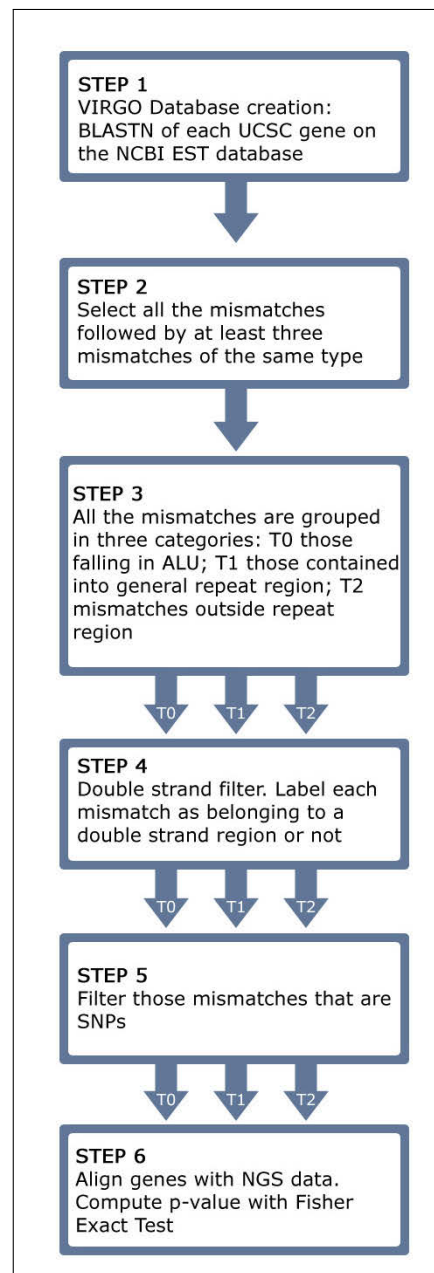 STEP 1
VIRGO Database creation:
BLASTN of each UCSC gene on
the NCBI EST database
STEP 2
Select all the mismatches
followed by at least three
mismatches of the same type
STEP 3
All the mismatches are grouped
in three categories: T0 those
falling in ALU; T1 those contained
into general repeat region; T2
mismatches outside repeat
region
T0 T1 T2
STEP 4
Double strand filter. Label each
mismatch as belonging to a
double strand region or not
T0 T1 T2
STEP 5
Filter those mismatches that are
SNPs
T0 T1 T2
STEP 6
Align genes with NGS data.
Compute p-value with Fisher
Exact Test